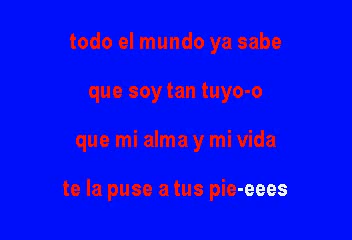 todo el mundo ya sabe
que soy tan tuyo-o
que mi alma y mi vida
te la puse a tus pie-eees